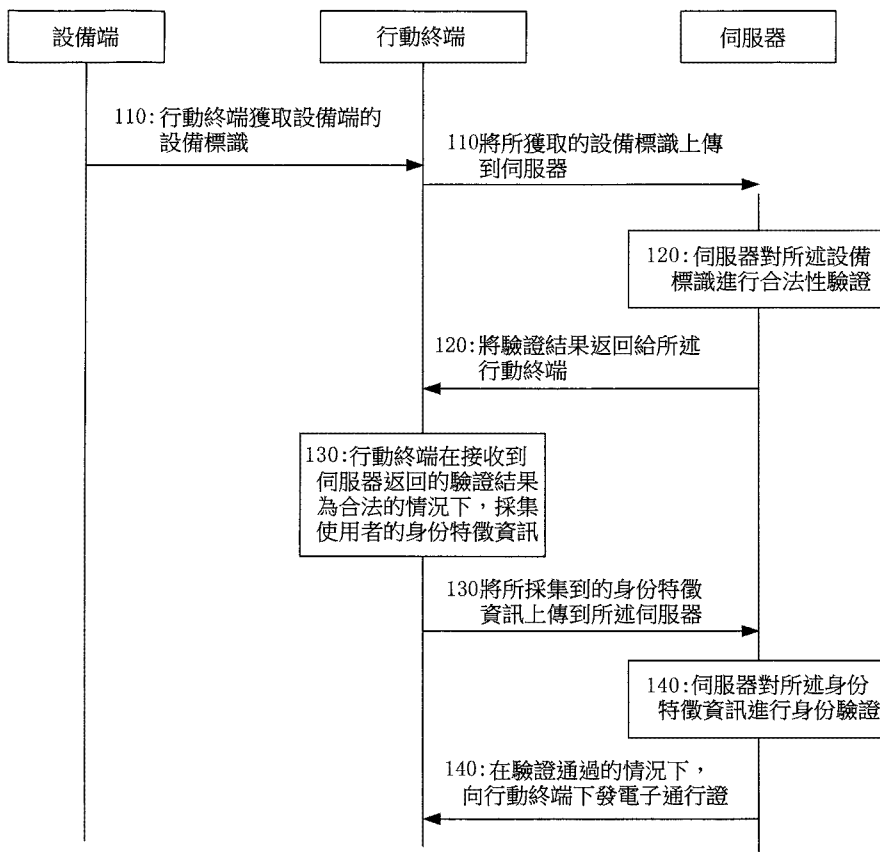 設備端
行動終端
伺服器
110:行動終端獲取設備端的
設備標識
110將所獲取的設備標識上傳
到伺服器
120:伺服器對所述設備
標識進行合法性驗證
120:將驗證結果返回給所述
行動終端
130:行動終端在接收到
伺服器返回的驗證結果
為合法的情況下，採集
使用者的身份特徵資訊
130將所採集到的身份特徵
資訊上傳到所述伺服器
140:伺服器對所述身份
特徵資訊進行身份驗證
140:在驗證通過的情況下，
向行動終端下發電子通行證